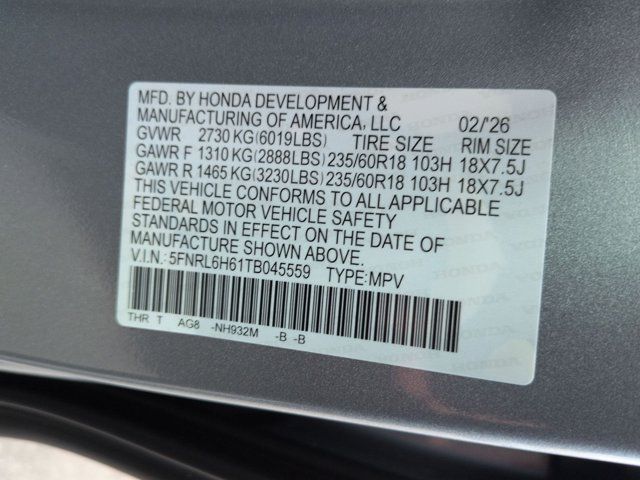 MFD. BY HONDA DEVELOPMENT &
MANUFACTURING OF AMERICA, LLC 02/'26
GVWR 2730 KG(6019LBS) TIRE SIZE RIM SIZE
GAWR F 1310 KG(2888LBS) 235/60R18 103H 18X7.5J
GAWR R 1465 KG(3230LBS) 235/60R18 103H 18X7.5J
THIS VEHICLE CONFORMS TO ALL APPLICABLE
FEDERAL MOTOR VEHICLE SAFETY
STANDARDS IN EFFECT ON THE DATE OF
MANUFACTURE SHOWN ABOVE.
V.I.N.: 5FNRL6H61TB045559 TYPE:MPV
THR T AG8 -NH932M -B -B